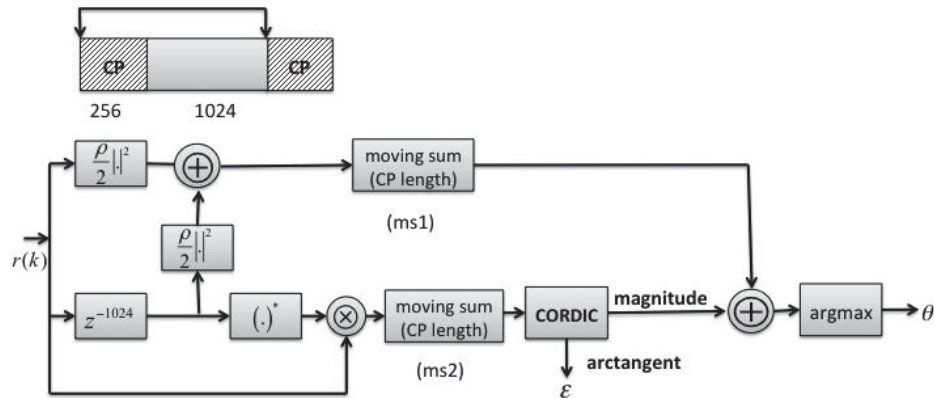 CP CP
256 1024
ρ/2 |.|²
moving sum
(CP length)
(ms1)
ρ/2 |.|²
r(k)
z⁻¹⁰²⁴
(.)*
moving sum
(CP length)
(ms2)
CORDIC
magnitude
arctangent
ε
argmax
θ